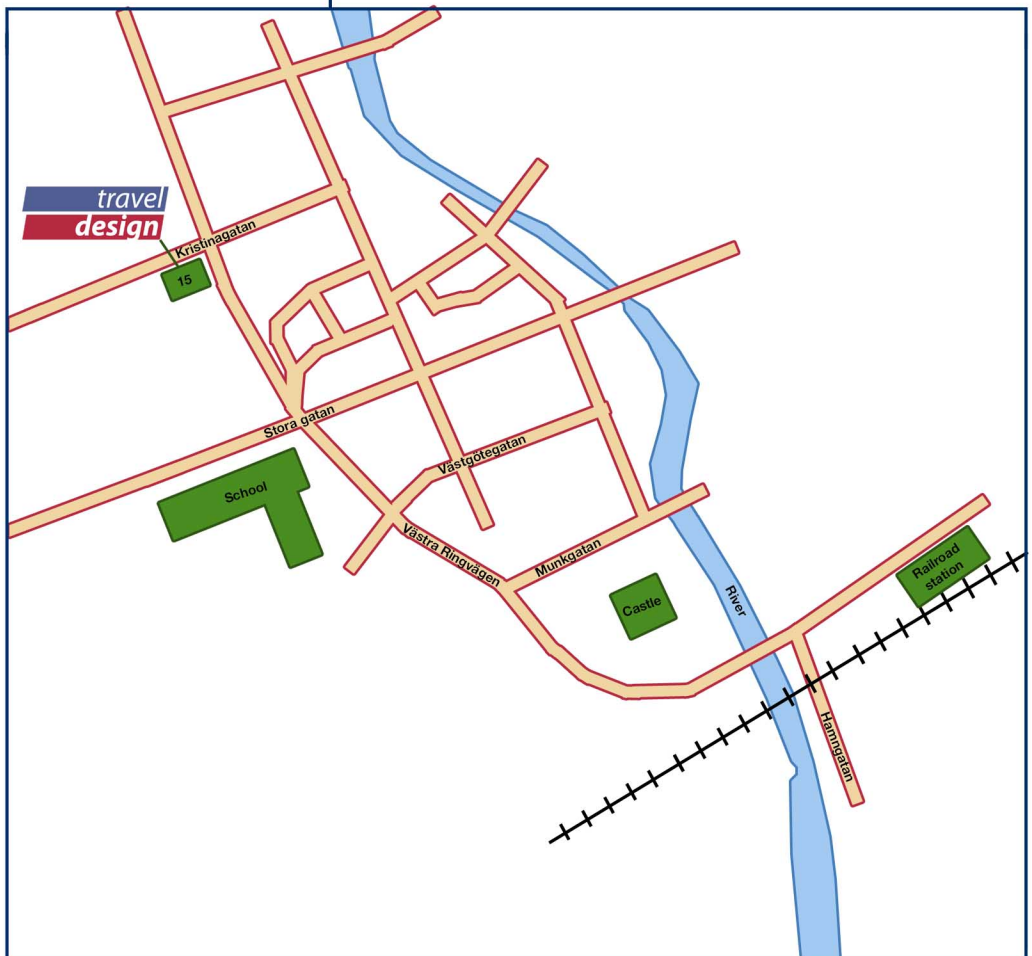 travel
design
Kristinagatan
15
Stora gatan
School
Västgötegatan
Västra Ringvägen
Munkgatan
Castle
River
Railroad
station
Hamngatan